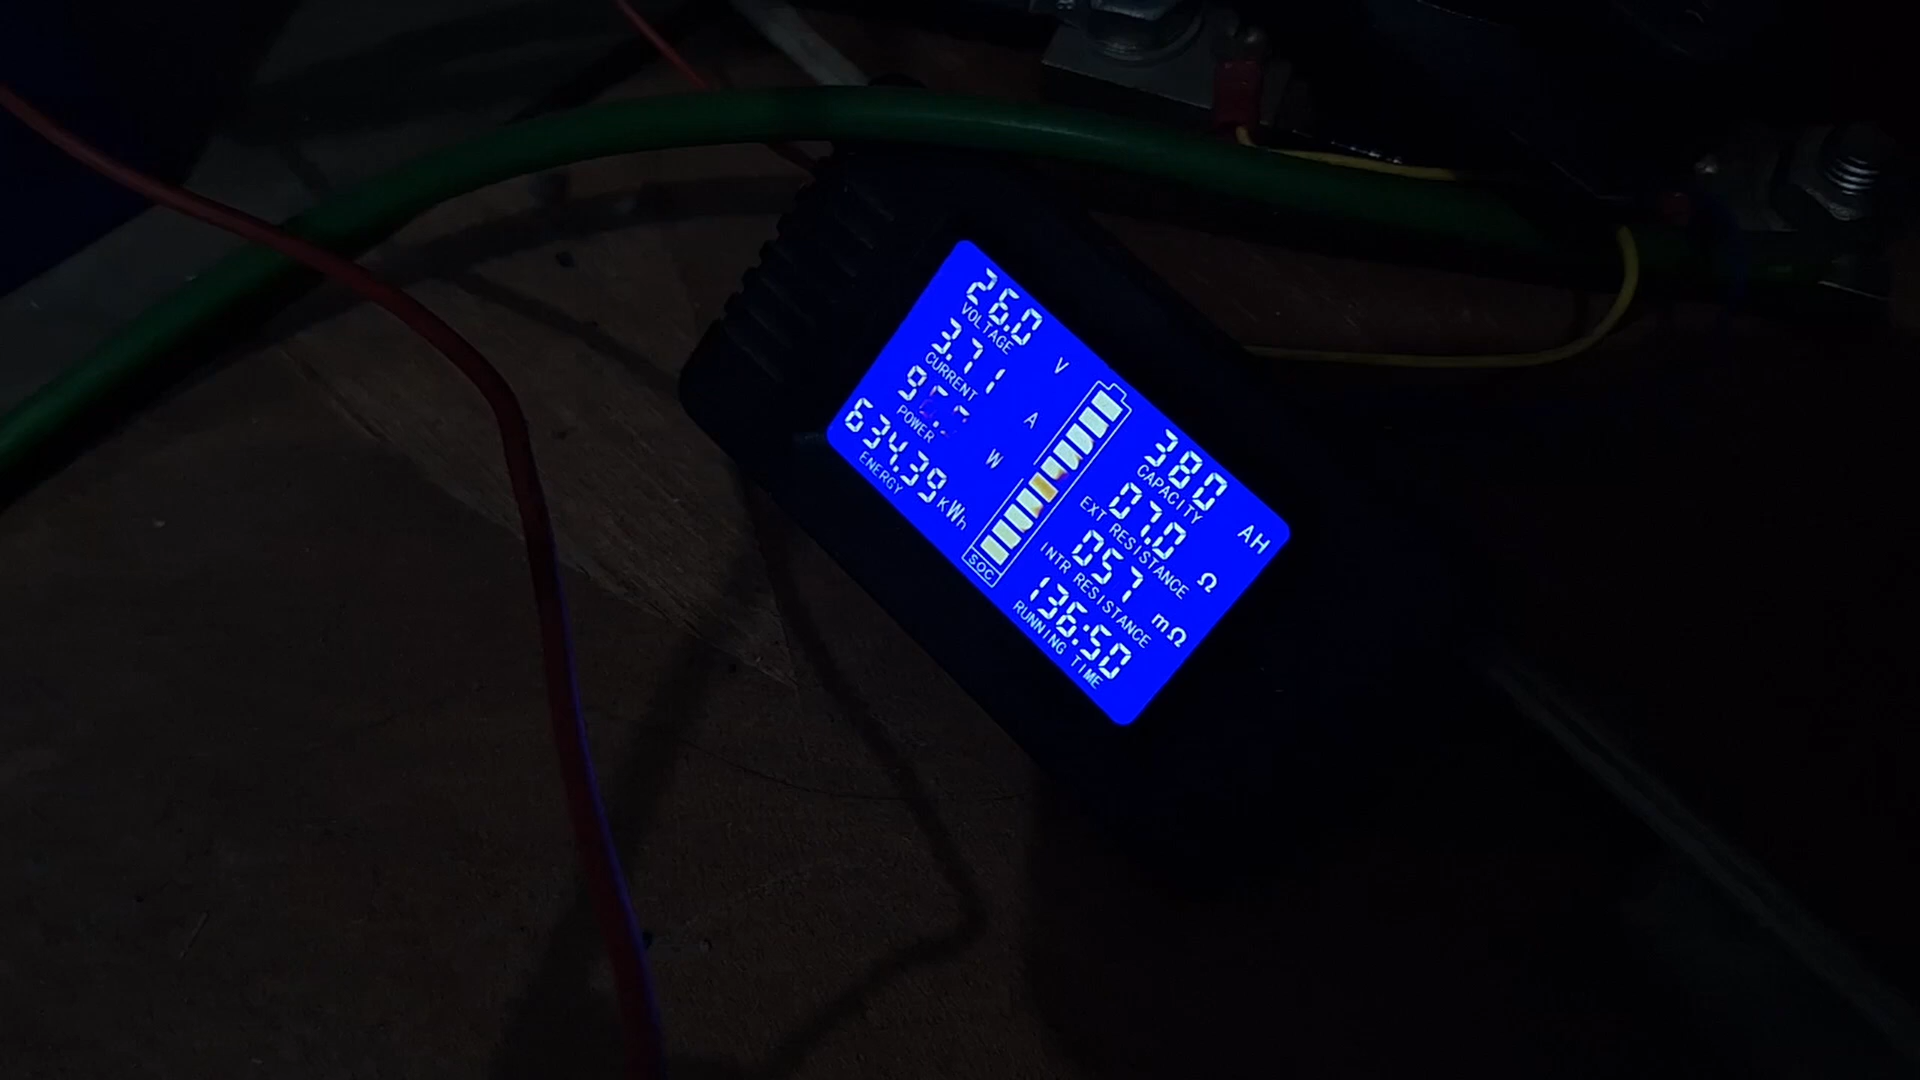 26.0 V
VOLTAGE
3.71 A
CURRENT
W
POWER
634.39 kWh
ENERGY
SOC
380 AH
CAPACITY
07.0 Ω
EXT RESISTANCE
057 mΩ
INTR RESISTANCE
136:50
RUNNING TIME